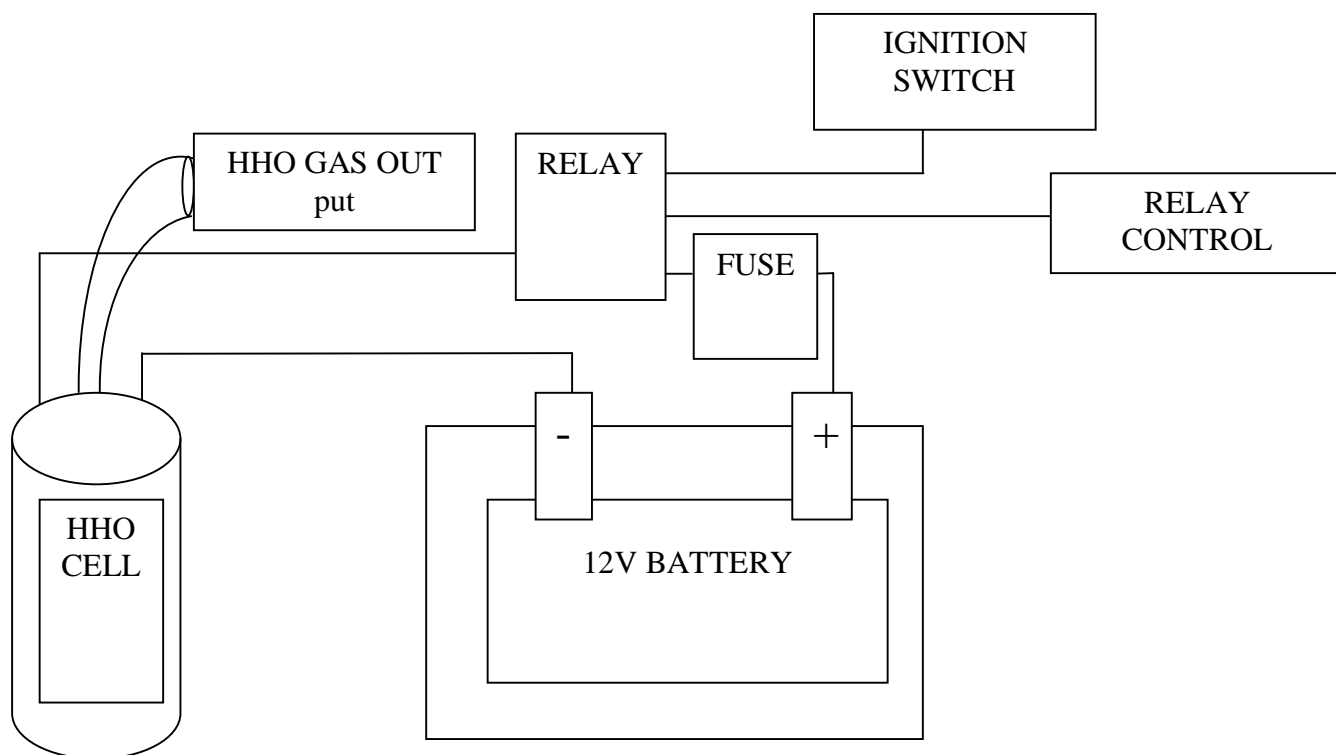 IGNITION
SWITCH
HHO GAS OUT
put
RELAY
RELAY
CONTROL
FUSE
-
+
HHO
CELL
12V BATTERY